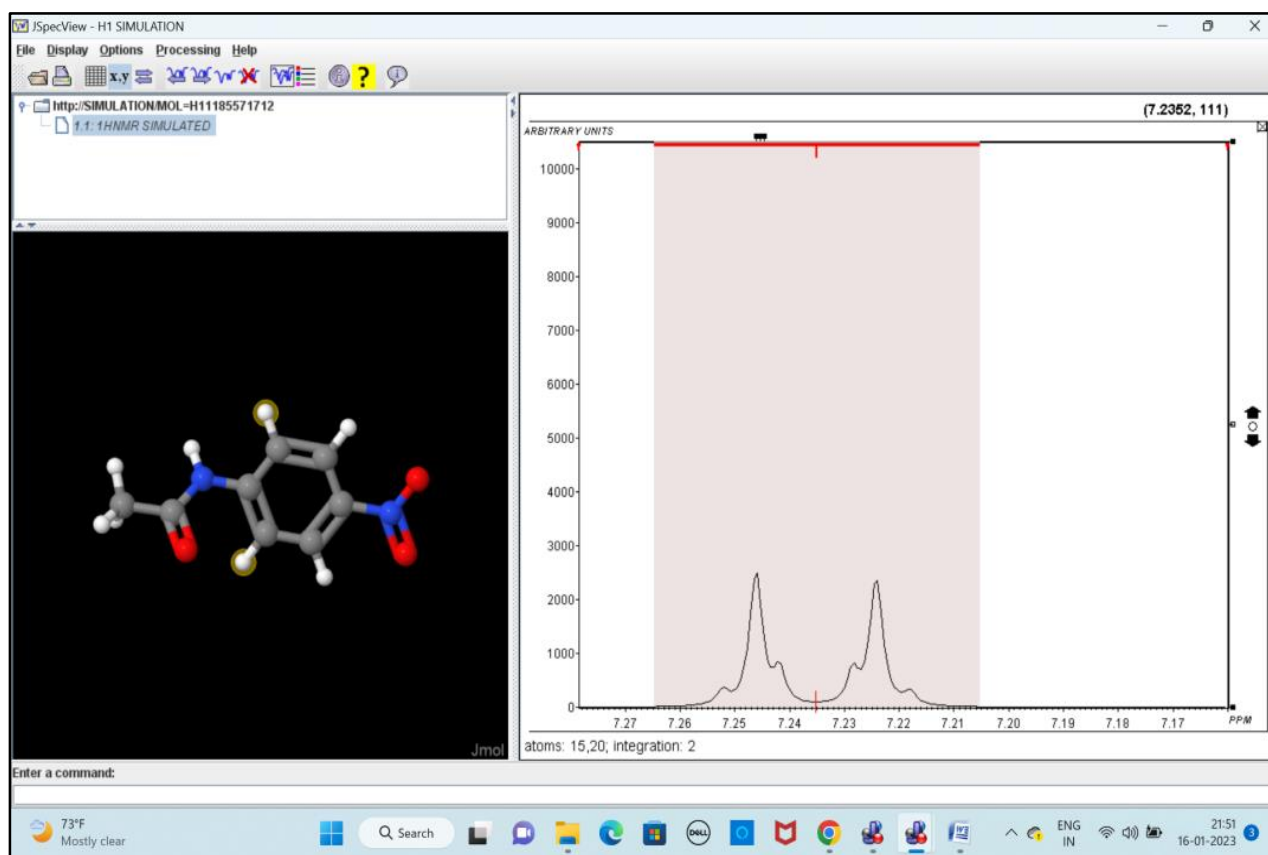 JSpecView - H1 SIMULATION
File Display Options Processing Help
x,y
http://SIMULATION/MOL=H11185571712
1.1: 1HNMR SIMULATED
(7.2352, 111)
ARBITRARY UNITS
10000
9000
8000
7000
6000
5000
4000
3000
2000
1000
0
7.27 7.26 7.25 7.24 7.23 7.22 7.21 7.20 7.19 7.18 7.17 PPM
atoms: 15,20; integration: 2
Jmol
Enter a command:
73°F
Mostly clear
Search
DELL
ENG
IN
21:51
16-01-2023
3